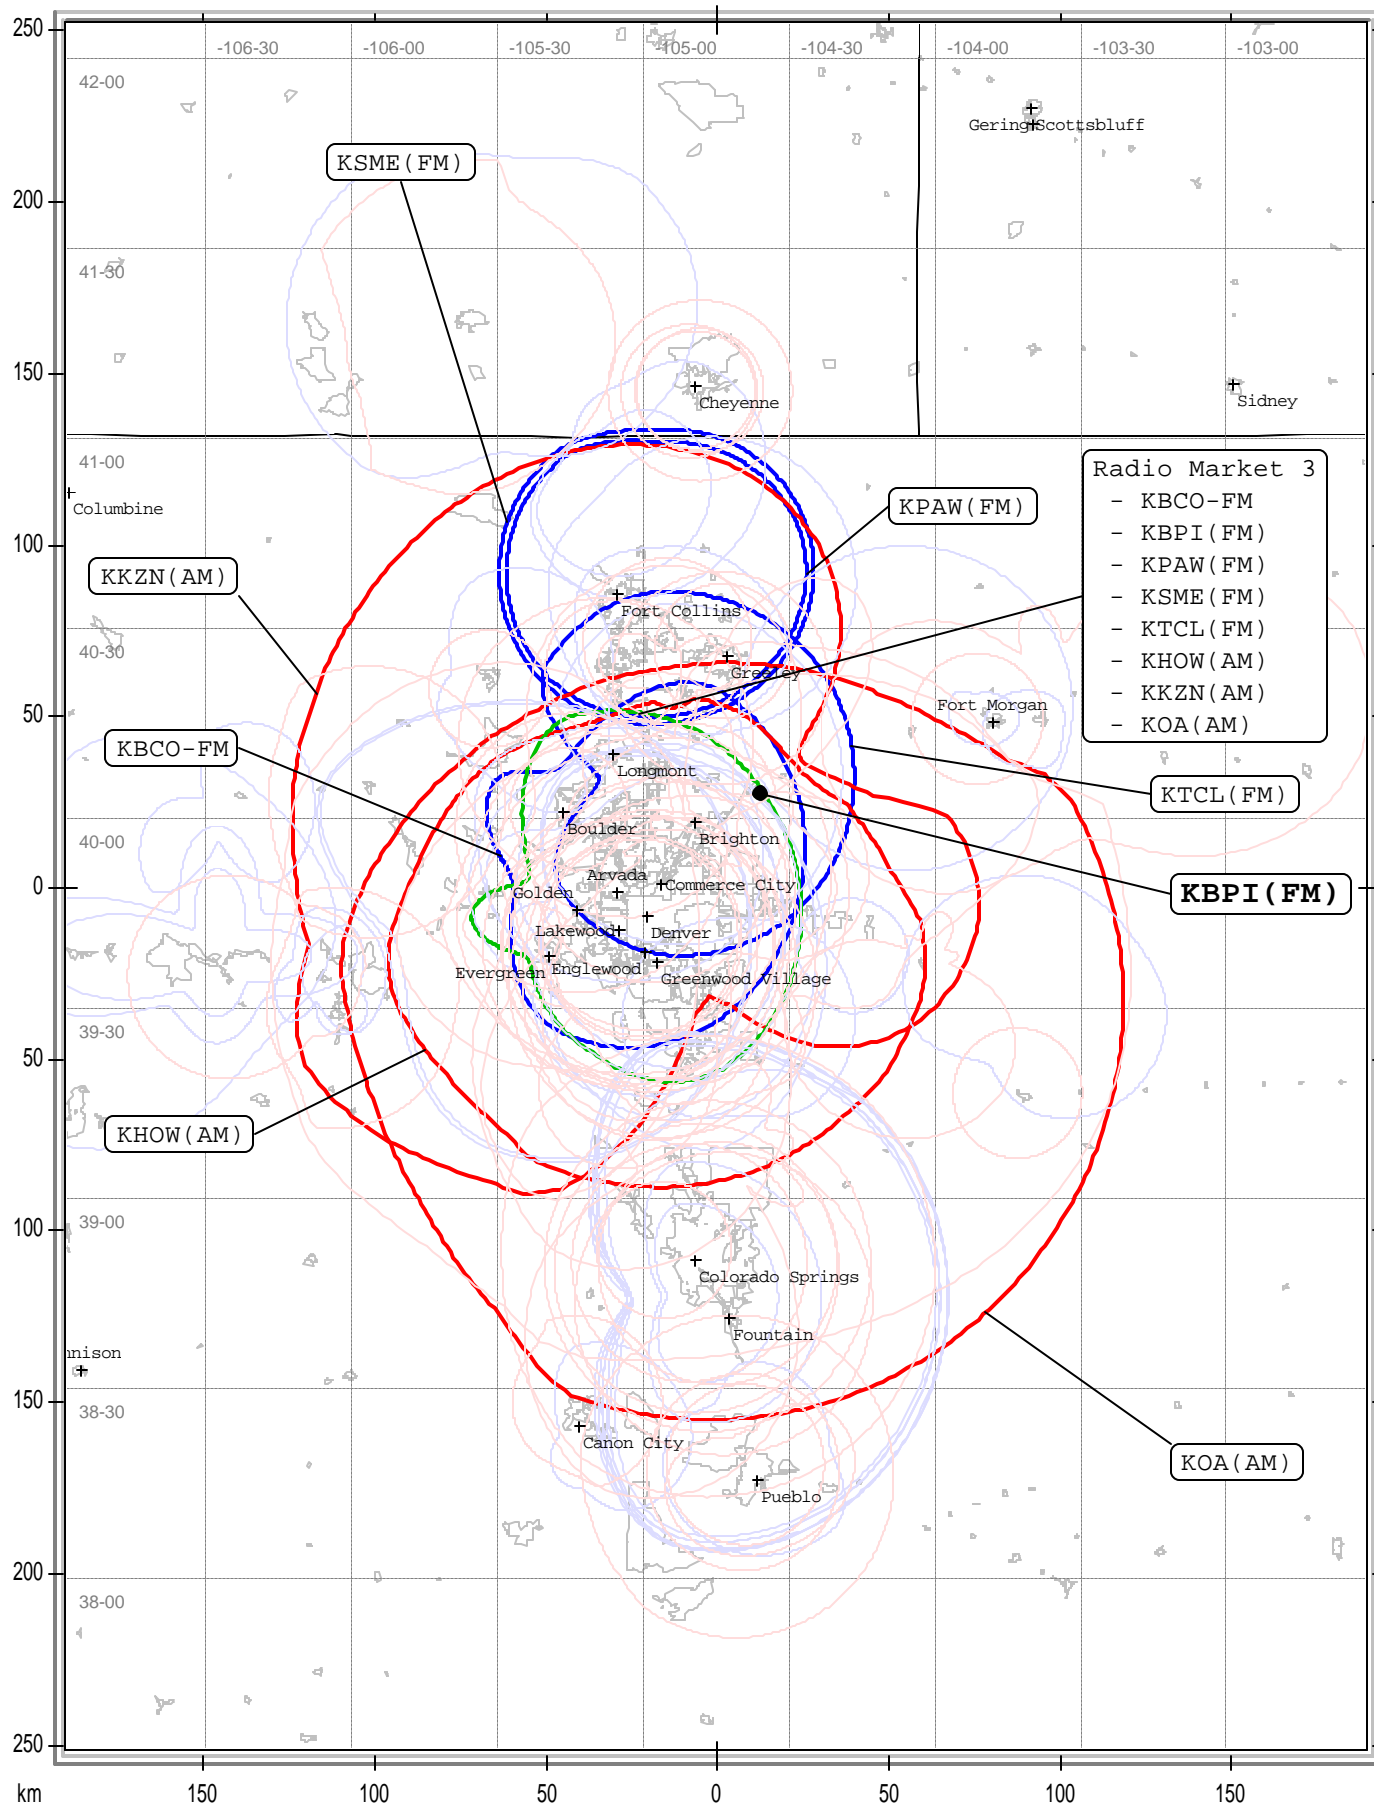 250
-106-30
-106-00
-105-30
-105-00
-104-30
-104-00
-103-30
-103-00
42-00
Gering Scottsbluff
KSME(FM)
200
41-30
150
Cheyenne
Sidney
41-00
Columbine
Radio Market 3
- KBCO-FM
- KBPI(FM)
- KPAW(FM)
- KSME(FM)
- KTCL(FM)
- KHOW(AM)
- KKZN(AM)
- KOA(AM)
KPAW(FM)
100
KKZN(AM)
Fort Collins
40-30
Greeley
50
Fort Morgan
KBCO-FM
Longmont
KTCL(FM)
Boulder
Brighton
40-00
Arvada
0
Commerce City
Golden
KBPI(FM)
Lakewood
Denver
Evergreen
Englewood
Greenwood Village
39-30
50
KHOW(AM)
39-00
100
Colorado Springs
Fountain
nnison
150
38-30
Canon City
KOA(AM)
Pueblo
200
38-00
250
km
150
100
50
0
50
100
150